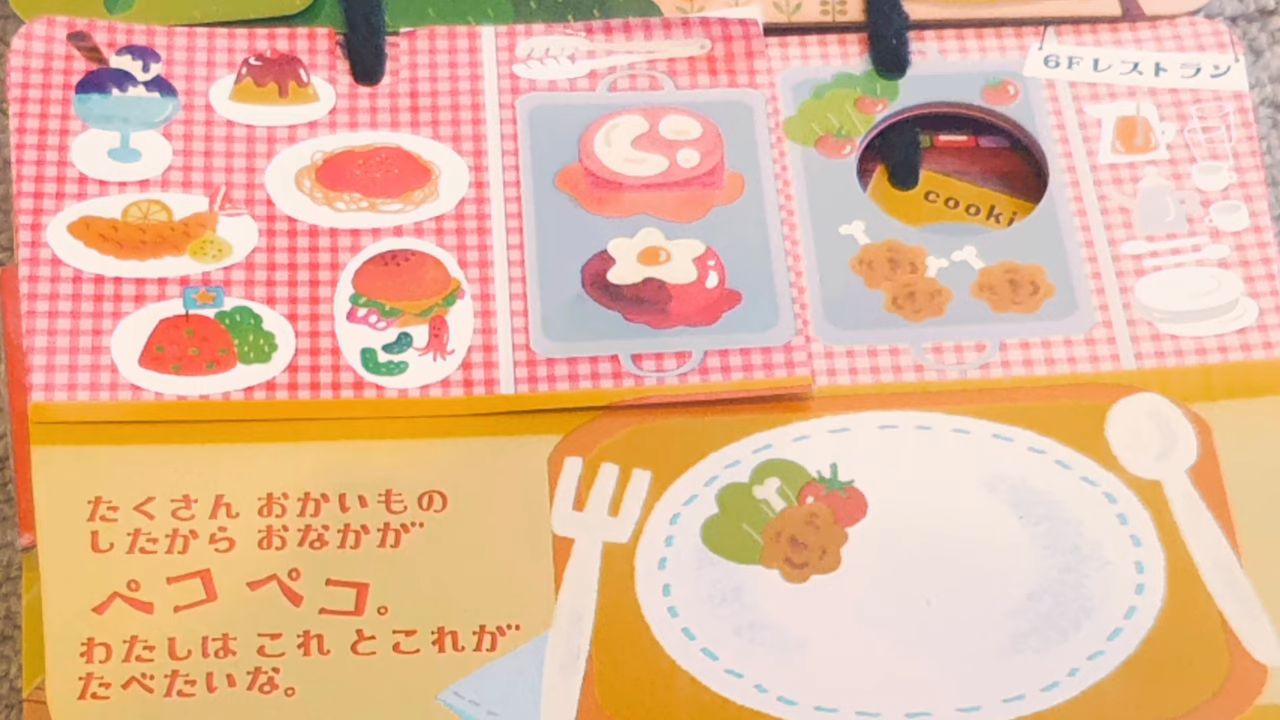 6Fレストラン
cooki
たくさん おかいもの
したから おなかが
ペコ ペコ。
わたしは これ とこれが
たべたいな。